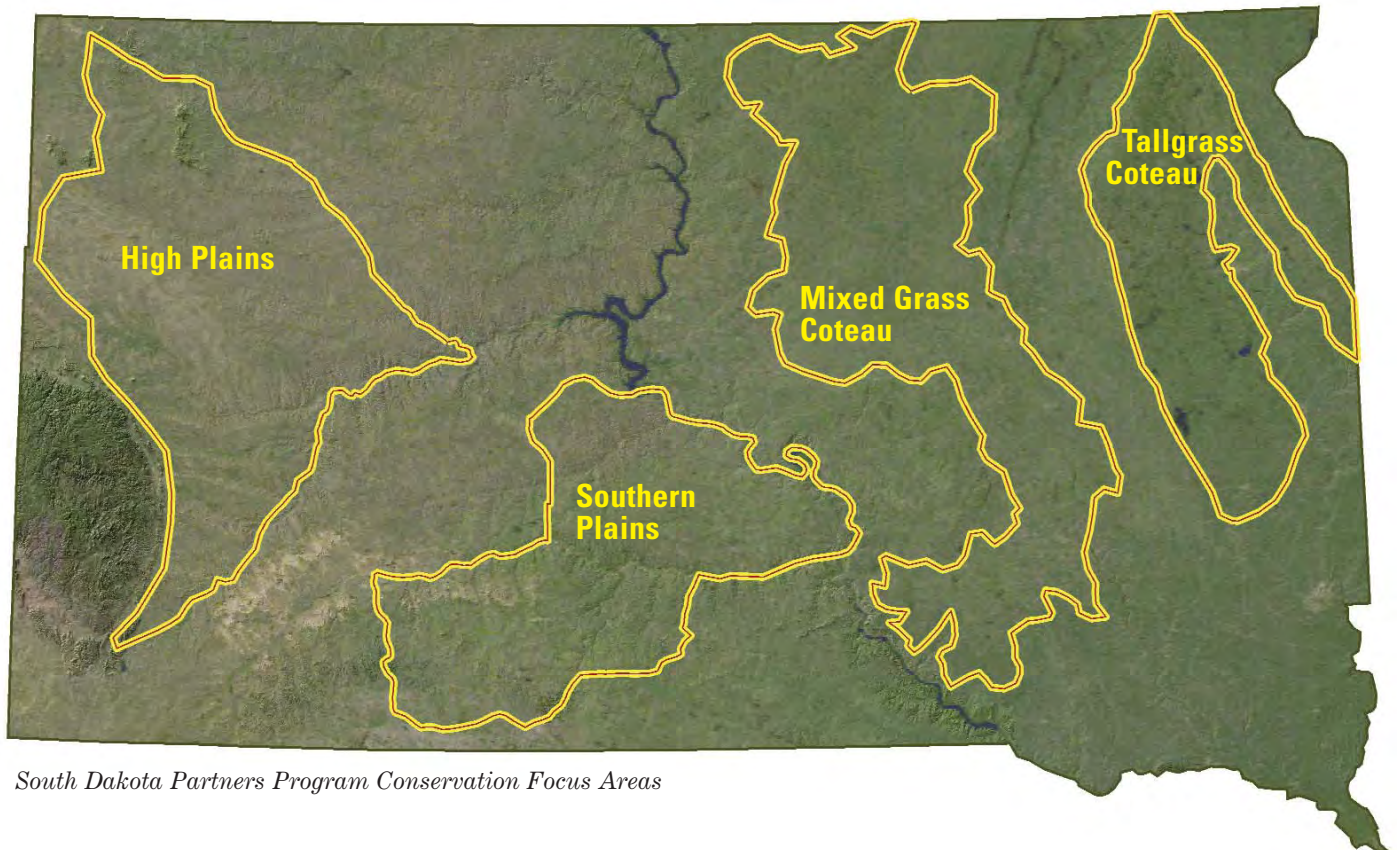 Tallgrass
Coteau
High Plains
Mixed Grass
Coteau
Southern
Plains
South Dakota Partners Program Conservation Focus Areas